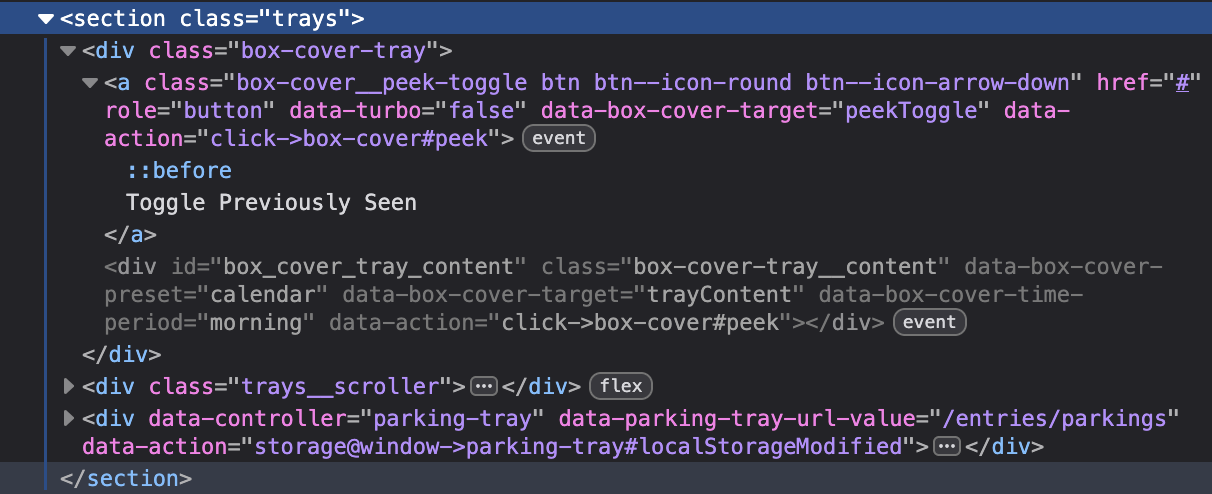 <section class="trays">
<div class="box-cover-tray">
<a class="box-cover__peek-toggle btn btn--icon-round btn--icon-arrow-down" href="#"
role="button" data-turbo="false" data-box-cover-target="peekToggle" data-
action="click->box-cover#peek"> event
::before
Toggle Previously Seen
</a>
<div id="box_cover_tray_content" class="box-cover-tray__content" data-box-cover-
preset="calendar" data-box-cover-target="trayContent" data-box-cover-time-
period="morning" data-action="click->box-cover#peek"></div> event
</div>
<div class="trays__scroller">…</div> flex
<div data-controller="parking-tray" data-parking-tray-url-value="/entries/parkings"
data-action="storage@window->parking-tray#localStorageModified">…</div>
</section>